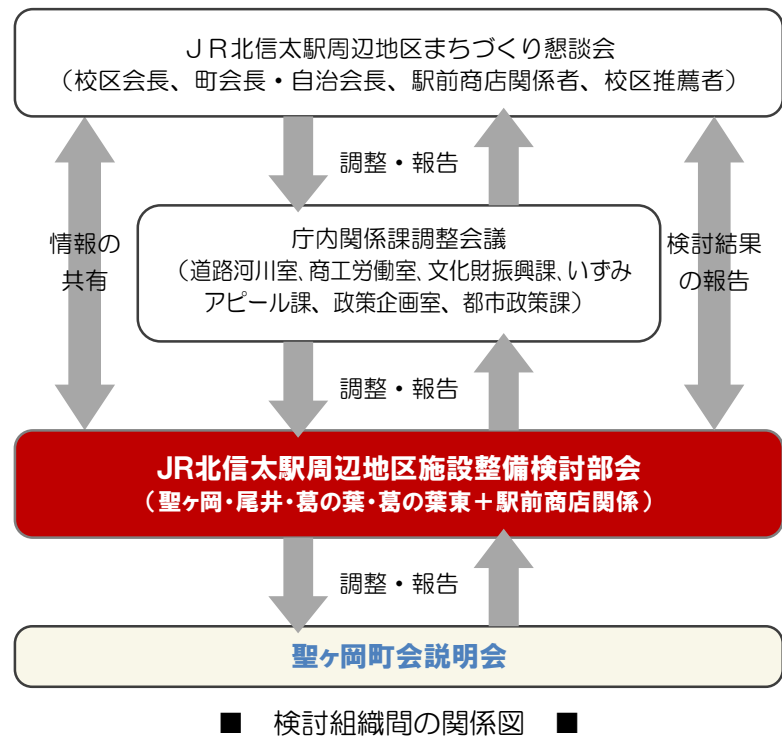 ＪＲ北信太駅周辺地区まちづくり懇談会
（校区会長、町会長・自治会長、駅前商店関係者、校区推薦者）
調整・報告
情報の
共有
庁内関係課調整会議
（道路河川室、商工労働室、文化財振興課、いずみ
アピール課、政策企画室、都市政策課）
検討結果
の報告
調整・報告
JR北信太駅周辺地区施設整備検討部会
（聖ヶ岡・尾井・葛の葉・葛の葉東＋駅前商店関係）
調整・報告
聖ヶ岡町会説明会
■　検討組織間の関係図　■